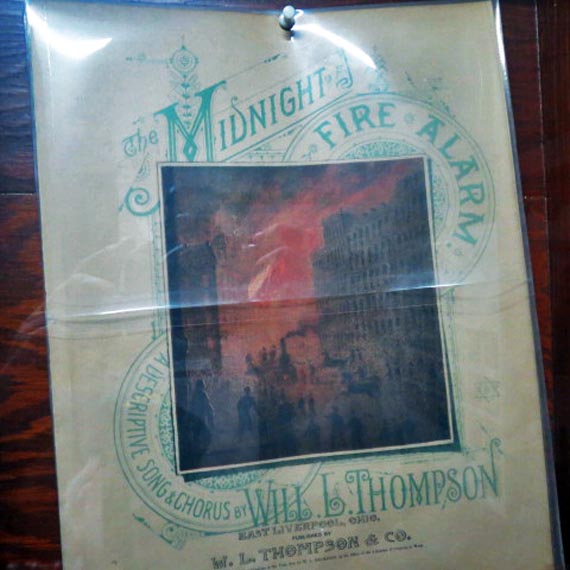 The MIDNIGHT
FIRE ALARM.
A DESCRIPTIVE SONG & CHORUS BY
WILL. L. THOMPSON
EAST LIVERPOOL, OHIO.
PUBLISHED BY
W. L. THOMPSON & CO.